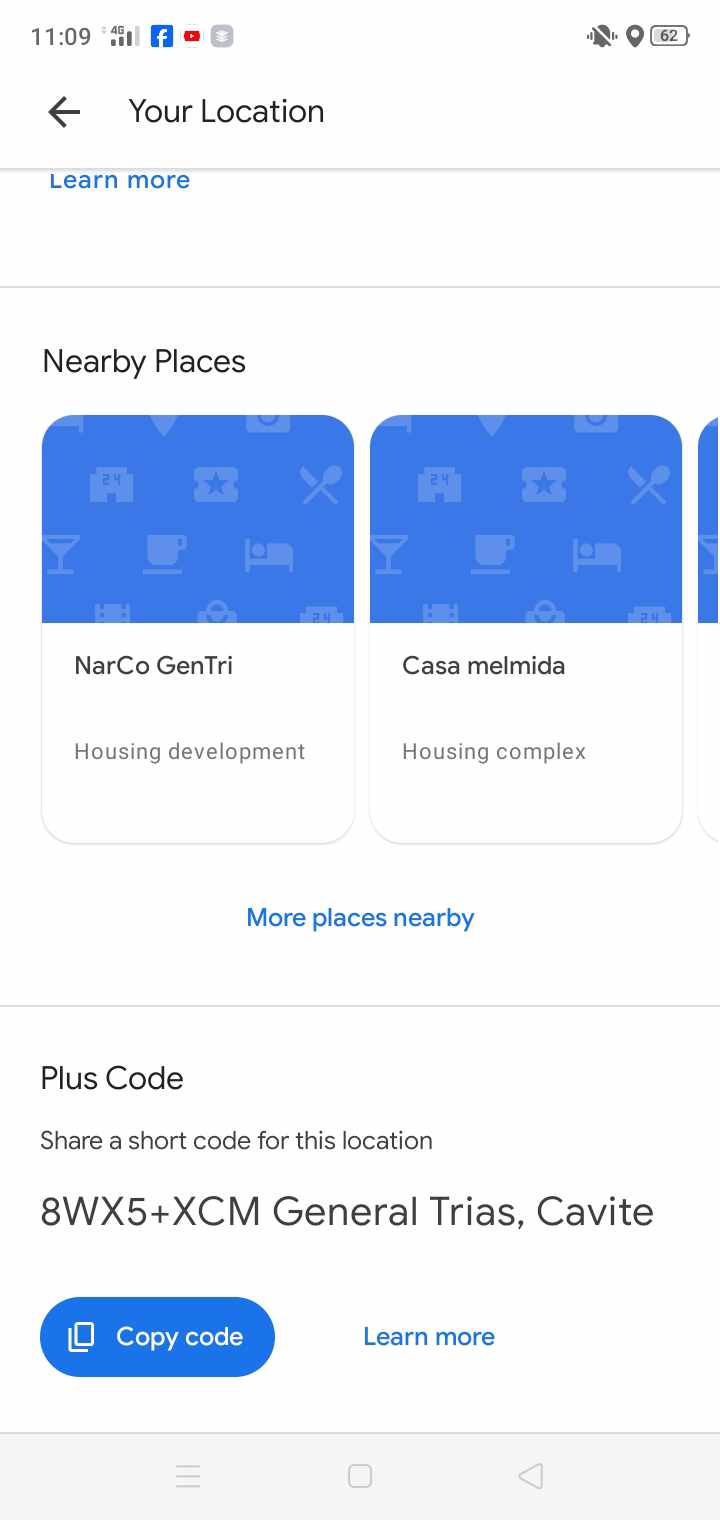 11:09 4G 62
Your Location
Learn more
Nearby Places
24 24
24 24
NarCo GenTri Casa melmida
Housing development Housing complex
More places nearby
Plus Code
Share a short code for this location
8WX5+XCM General Trias, Cavite
Copy code Learn more